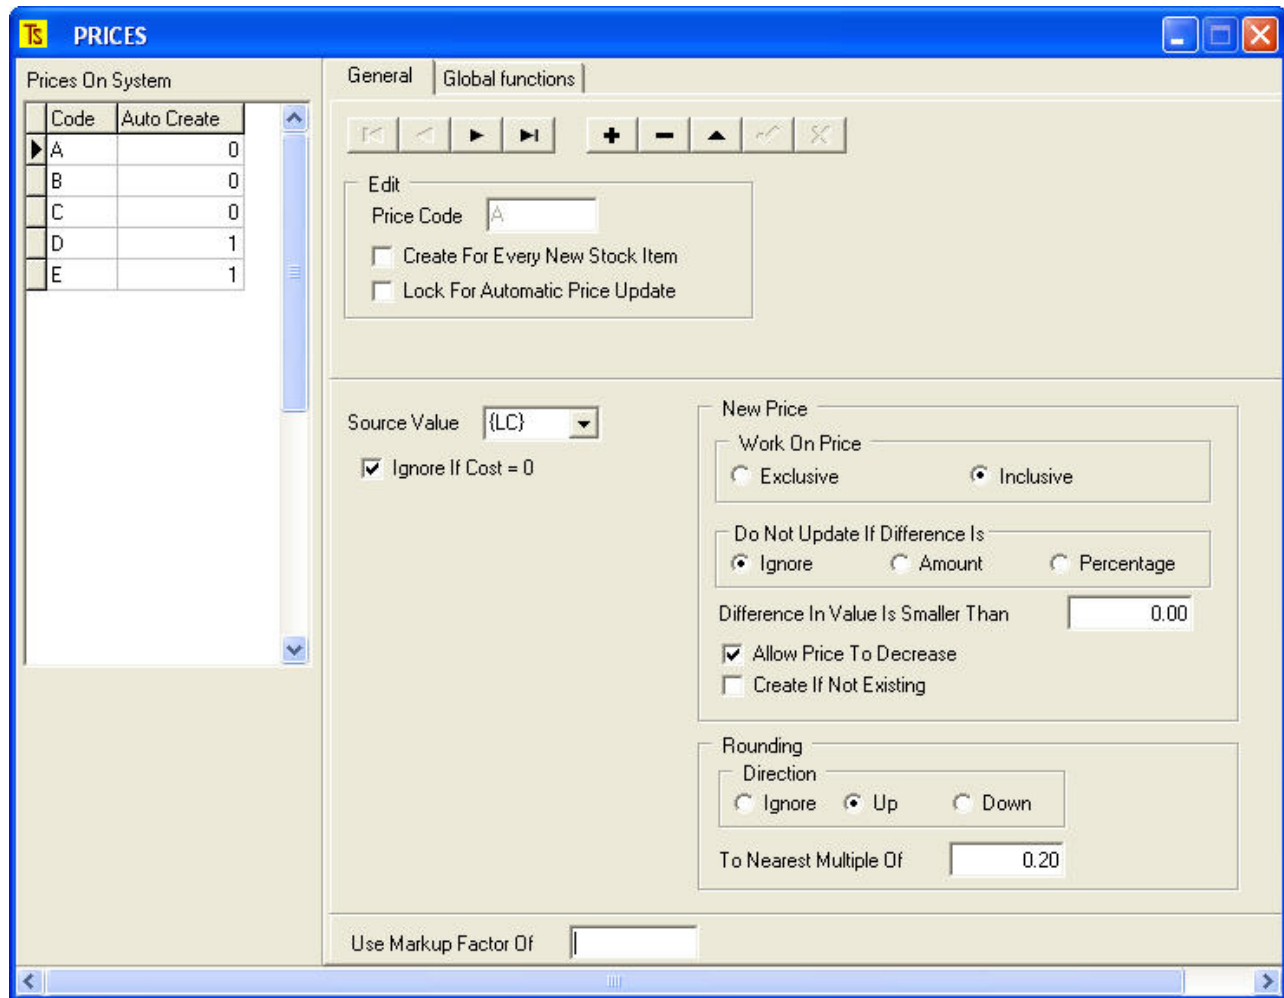 Ts PRICES
Prices On System
Code Auto Create
A 0
B 0
C 0
D 1
E 1
General Global functions
Edit
Price Code A
Create For Every New Stock Item
Lock For Automatic Price Update
Source Value {LC}
Ignore If Cost = 0
New Price
Work On Price
Exclusive Inclusive
Do Not Update If Difference Is
Ignore Amount Percentage
Difference In Value Is Smaller Than 0.00
Allow Price To Decrease
Create If Not Existing
Rounding
Direction
Ignore Up Down
To Nearest Multiple Of 0.20
Use Markup Factor Of